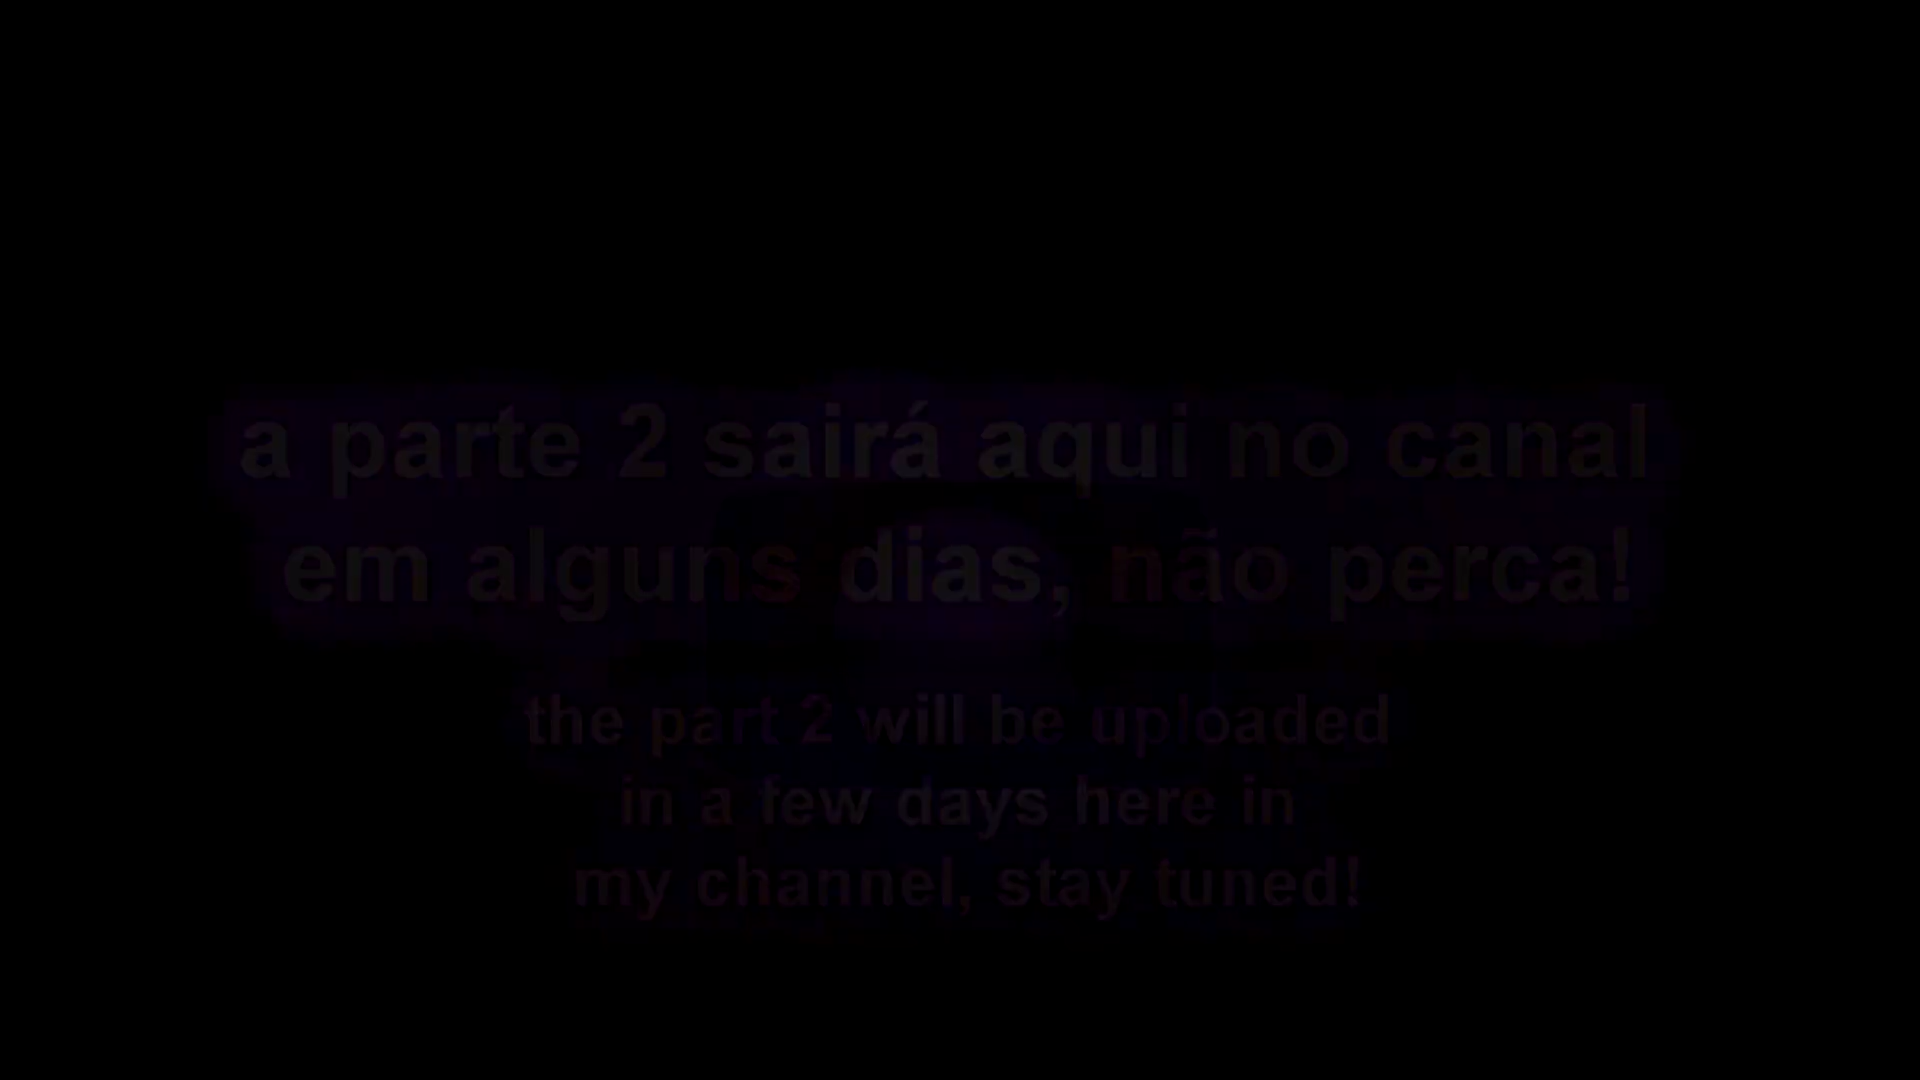 a parte 2 sairá aqui no canal
em alguns dias, não perca!
the part 2 will be uploaded
in a few days here in
my channel, stay tuned!